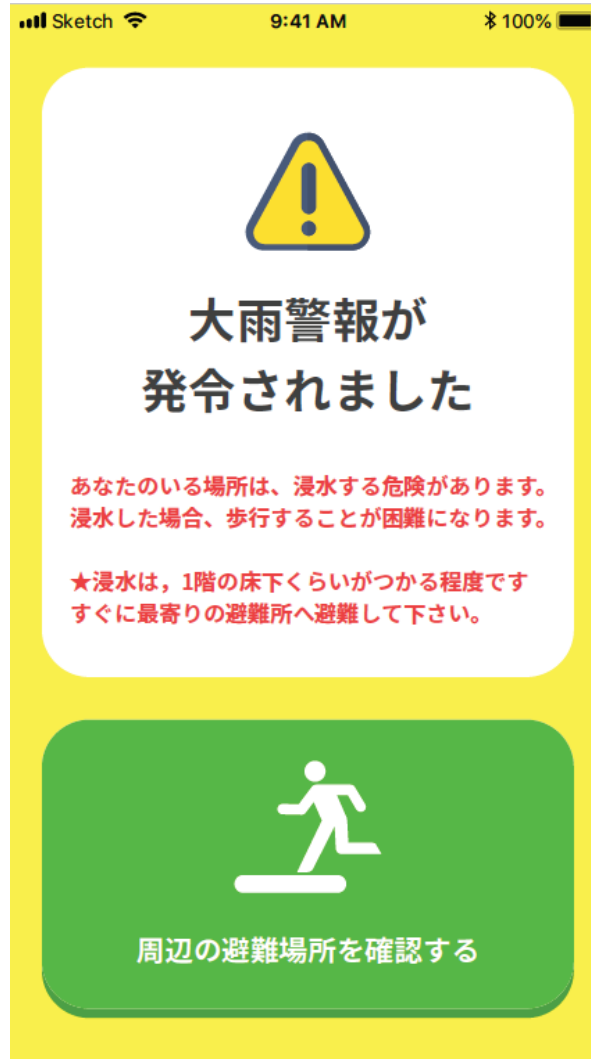 Sketch 9:41 AM 100%
大雨警報が
発令されました
あなたのいる場所は、浸水する危険があります。
浸水した場合、歩行することが困難になります。
★浸水は，1階の床下くらいがつかる程度です
すぐに最寄りの避難所へ避難して下さい。
周辺の避難場所を確認する